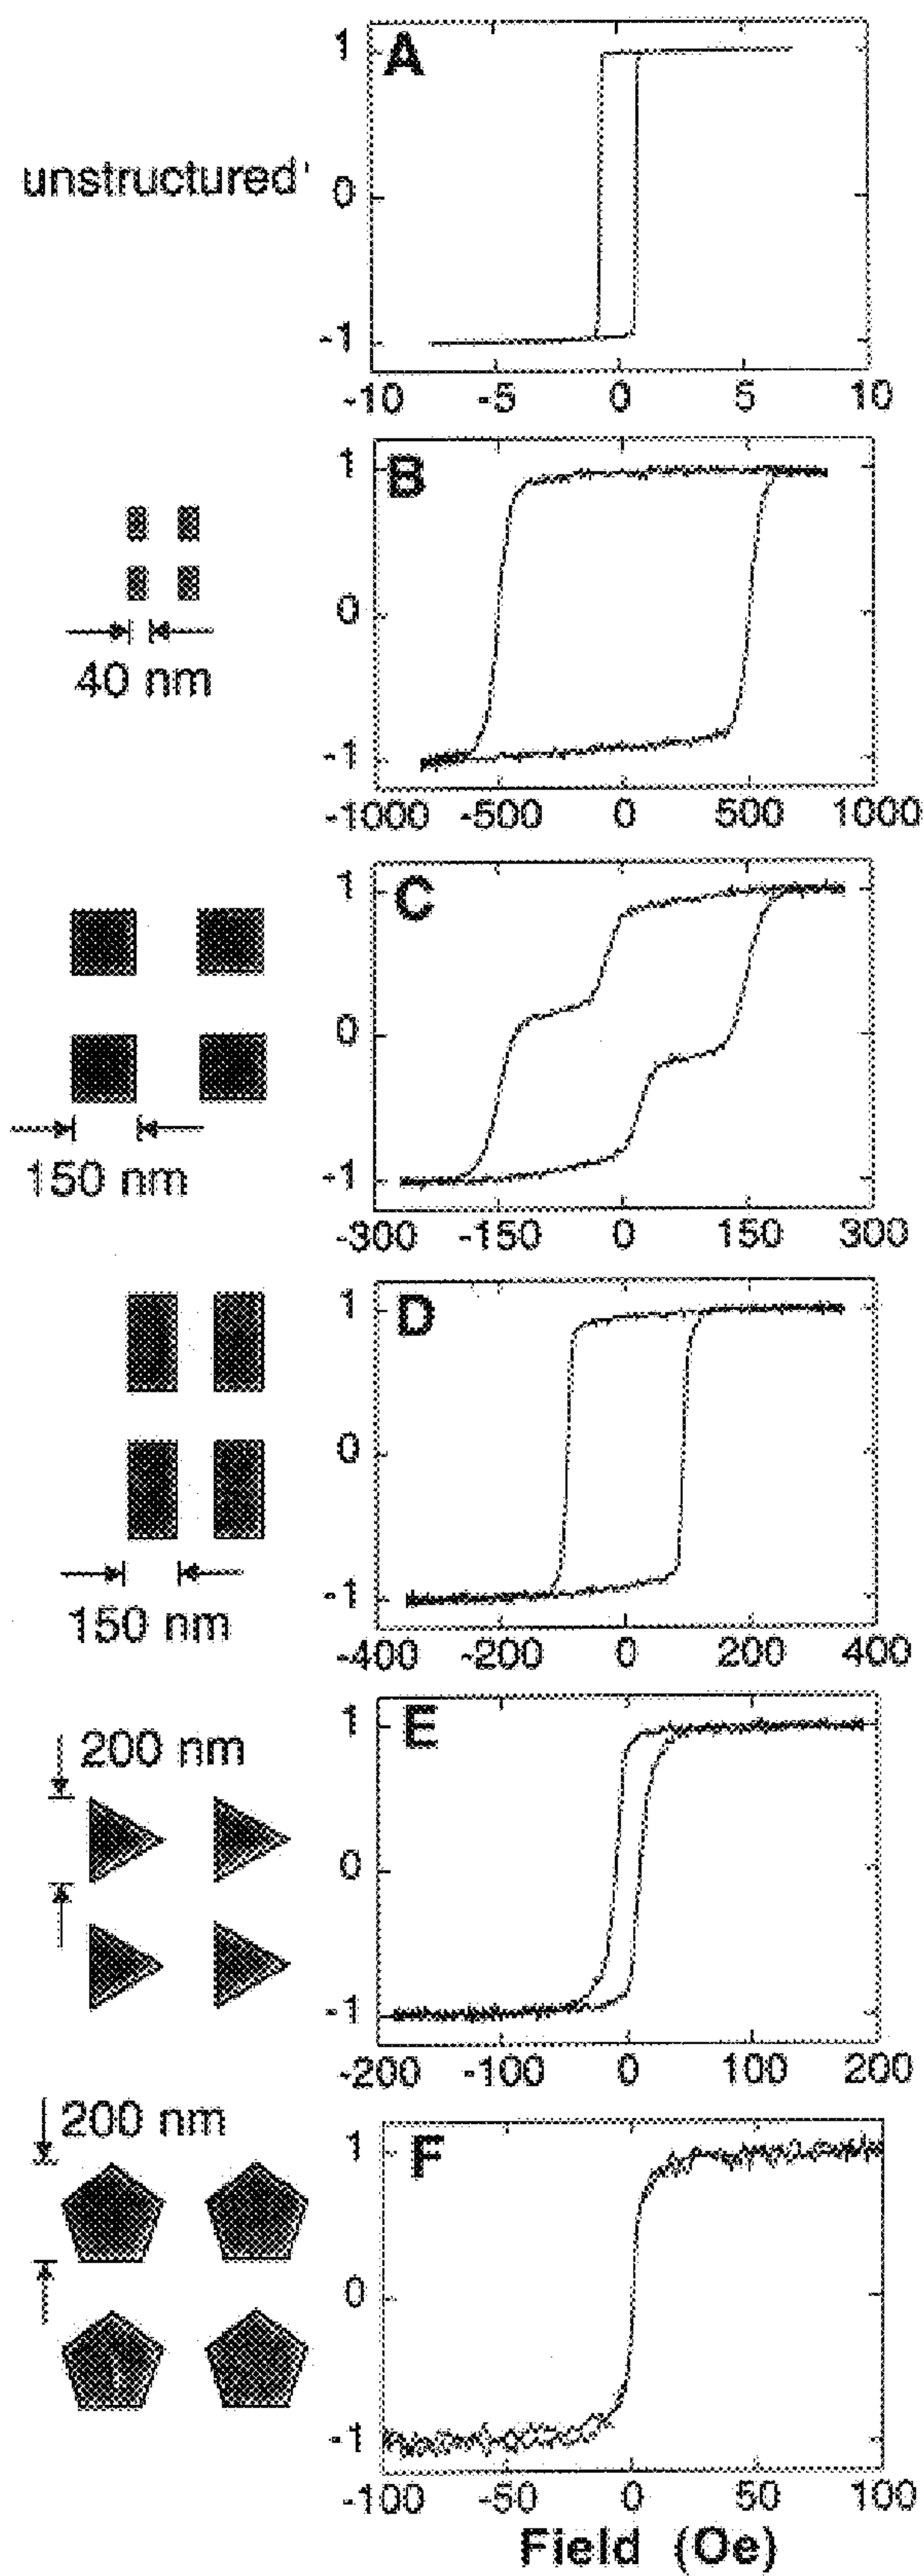 A
1
unstructured'
0
-1
-10 -5 0 5 10
B
1
0
40 nm
-1
-1000 -500 0 500 1000
C
1
0
150 nm
-1
-300 -150 0 150 300
D
1
0
150 nm
-1
-400 -200 0 200 400
E
1
200 nm
0
-1
-200 -100 0 100 200
200 nm
F
1
0
-1
-100 -50 0 50 100
Field (Oe)